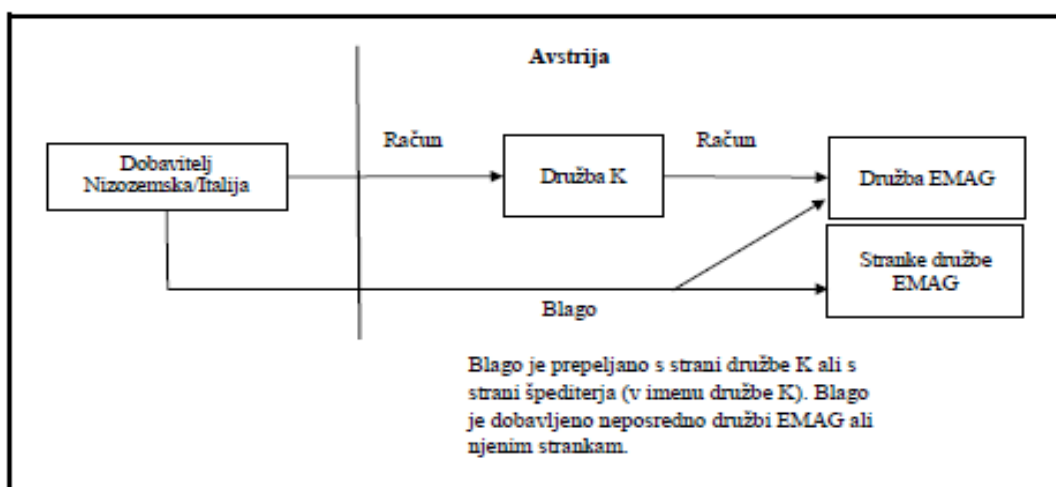 Avstrija
Račun
Račun
Dobavitelj
Nizozemska/Italija
Družba K
Družba EMAG
Stranke družbe
EMAG
Blago
Blago je prepeljano s strani družbe K ali s
strani špediterja (v imenu družbe K). Blago
je dobavljeno neposredno družbi EMAG ali
njenim strankam.